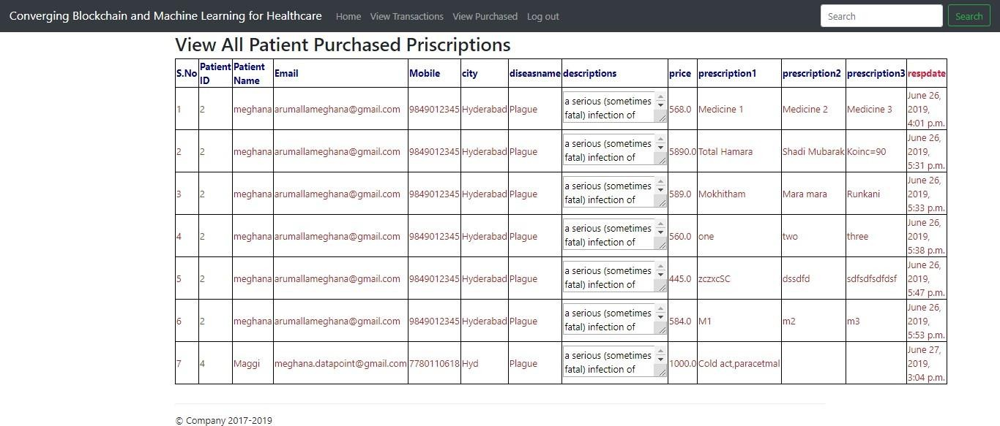 Converging Blockchain and Machine Learning for Healthcare Home View Transactions View Purchased Log out Search Search
View All Patient Purchased Priscriptions
S.No Patient ID Patient Name Email Mobile city diseasname descriptions price prescription1 prescription2 prescription3 respdate
1 2 meghana arumallameghana@gmail.com 9849012345 Hyderabad Plague a serious (sometimes fatal) infection of 568.0 Medicine 1 Medicine 2 Medicine 3 June 26, 2019, 4:01 p.m.
2 2 meghana arumallameghana@gmail.com 9849012345 Hyderabad Plague a serious (sometimes fatal) infection of 5890.0 Total Hamara Shadi Mubarak Koinc=90 June 26, 2019, 5:31 p.m.
3 2 meghana arumallameghana@gmail.com 9849012345 Hyderabad Plague a serious (sometimes fatal) infection of 589.0 Mokhitham Mara mara Runkani June 26, 2019, 5:33 p.m.
4 2 meghana arumallameghana@gmail.com 9849012345 Hyderabad Plague a serious (sometimes fatal) infection of 560.0 one two three June 26, 2019, 5:38 p.m.
5 2 meghana arumallameghana@gmail.com 9849012345 Hyderabad Plague a serious (sometimes fatal) infection of 445.0 zczxcSC dssdfd sdfsdfsdfdsf June 26, 2019, 5:47 p.m.
6 2 meghana arumallameghana@gmail.com 9849012345 Hyderabad Plague a serious (sometimes fatal) infection of 584.0 M1 m2 m3 June 26, 2019, 5:53 p.m.
7 4 Maggi meghana.datapoint@gmail.com 7780110618 Hyd Plague a serious (sometimes fatal) infection of 1000.0 Cold act,paracetmal June 27, 2019, 3:04 p.m.
© Company 2017-2019